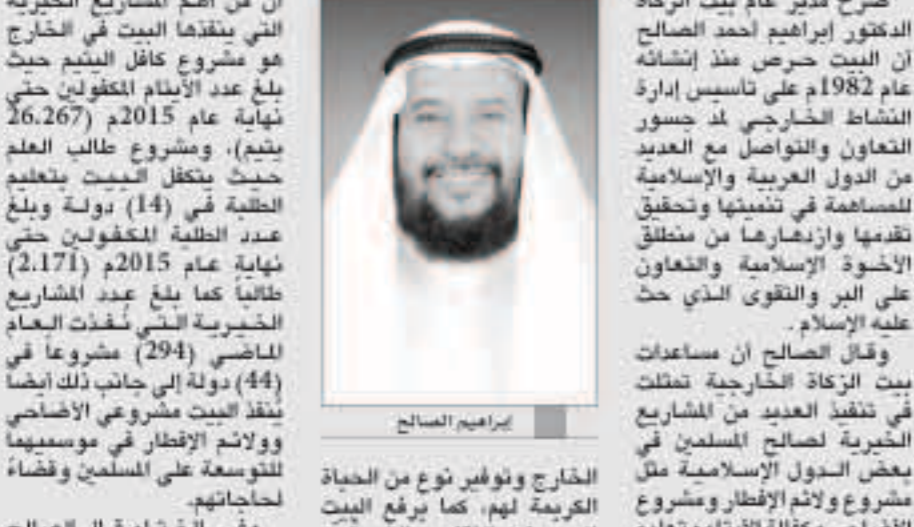 صرح مدير عام بيت الزكاة
الدكتور إبراهيم أحمد الصالح
أن البيت حرص منذ إنشائه
عام 1982م على تأسيس إدارة
النشاط الخارجي لمد جسور
التعاون والتواصل مع العديد
من الدول العربية والإسلامية
للمساهمة في تنميتها وتحقيق
تقدمها وازدهارها من منطلق
الأخوة الإسلامية والتعاون
على البر والتقوى الذي حث
عليه الإسلام.
وقال الصالح أن مساعدات
بيت الزكاة الخارجية تمثلت
في تنفيذ العديد من المشاريع
الخيرية لصالح المسلمين في
بعض الدول الإسلامية مثل
مشروع ولائم الإفطار ومشروع
إبراهيم الصالح
الخارج وتوفير نوع من الحياة
الكريمة لهم، كما يرفع البيت
أن من أهم المشاريع الخيرية
التي ينفذها البيت في الخارج
هو مشروع كافل اليتيم حيث
بلغ عدد الأيتام المكفولين حتى
نهاية عام 2015م (26.267
يتيم)، ومشروع طالب العلم
حيث يتكفل البيت بتعليم
الطلبة في (14) دولة وبلغ
عدد الطلبة المكفولين حتى
نهاية عام 2015م (2.171)
طالباً كما بلغ عدد المشاريع
الخيرية التي نُفذت العام
الماضي (294) مشروعاً في
(44) دولة إلى جانب ذلك أيضا
يُنفذ البيت مشروعي الأضاحي
وولائم الإفطار في موسميهما
للتوسعة على المسلمين وقضاءً
لحاجاتهم.